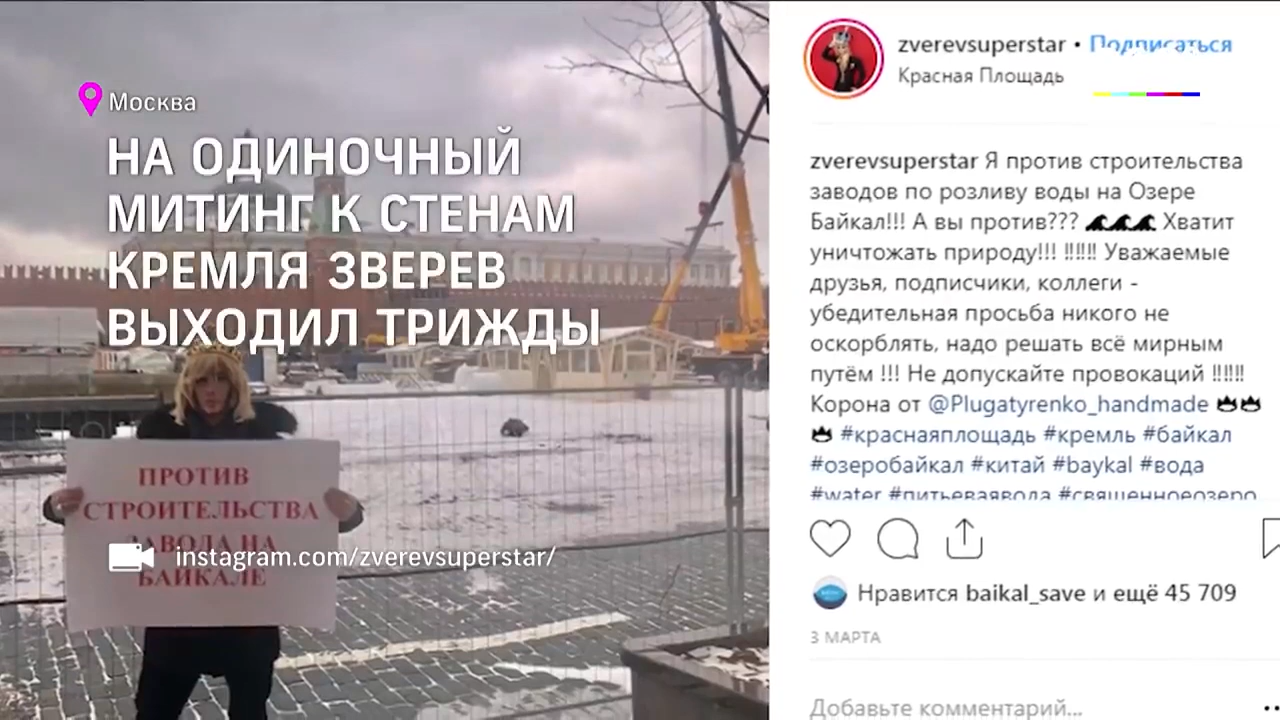 Москва
НА ОДИНОЧНЫЙ
МИТИНГ К СТЕНАМ
КРЕМЛЯ ЗВЕРЕВ
ВЫХОДИЛ ТРИЖДЫ
ПРОТИВ
СТРОИТЕЛЬСТВА
ЗАВОДА НА
БАЙКАЛЕ
instagram.com/zverevsuperstar/
zverevsuperstar • Подписаться
Красная Площадь
zverevsuperstar Я против строительства
заводов по розливу воды на Озере
Байкал!!! А вы против??? 🌊🌊🌊 Хватит
уничтожать природу!!! ‼‼‼ Уважаемые
друзья, подписчики, коллеги -
убедительная просьба никого не
оскорблять, надо решать всё мирным
путём !!! Не допускайте провокаций ‼‼‼
Корона от @Plugatyrenko_handmade 👑👑
👑 #краснаяплощадь #кремль #байкал
#озеробайкал #китай #baykal #вода
#water #питьеваявода #священноеозеро
Нравится baikal_save и ещё 45 709
3 МАРТА
Добавьте комментарий...